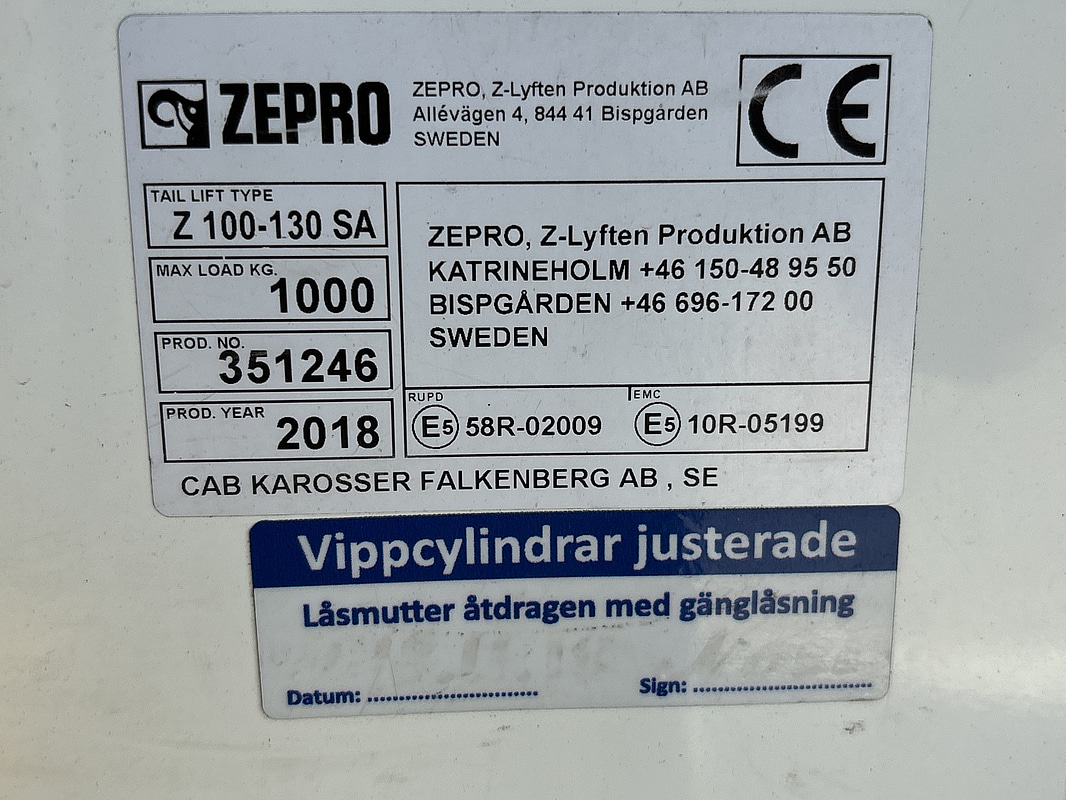 ZEPRO
ZEPRO, Z-Lyften Produktion AB
Allévägen 4, 844 41 Bispgården
SWEDEN
CE
TAIL LIFT TYPE
Z 100-130 SA
MAX LOAD KG.
1000
PROD. NO.
351246
PROD. YEAR
2018
ZEPRO, Z-Lyften Produktion AB
KATRINEHOLM +46 150-48 95 50
BISPGÅRDEN +46 696-172 00
SWEDEN
RUPD
E5 58R-02009
EMC
E5 10R-05199
CAB KAROSSER FALKENBERG AB , SE
Vippcylindrar justerade
Låsmutter åtdragen med gänglåsning
Datum: ..............................
Sign: ..............................